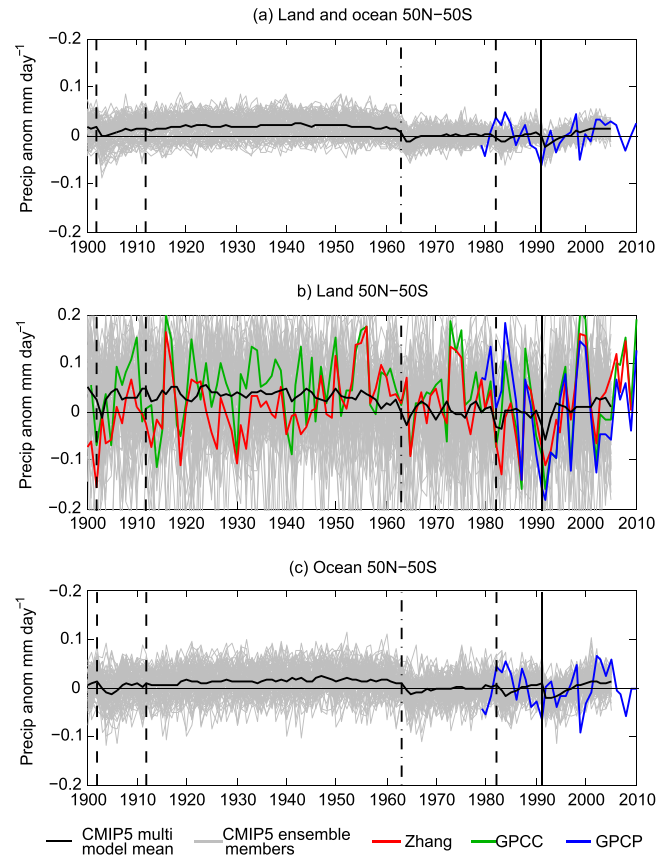 (a) Land and ocean 50N−50S
Precip anom mm day⁻¹
−0.2
0.1
0
−0.1
−0.2
1900 1910 1920 1930 1940 1950 1960 1970 1980 1990 2000 2010
b) Land 50N−50S
Precip anom mm day⁻¹
0.2
0.1
0
−0.1
−0.2
1900 1910 1920 1930 1940 1950 1960 1970 1980 1990 2000 2010
(c) Ocean 50N−50S
Precip anom mm day⁻¹
−0.2
0.1
0
−0.1
−0.2
1900 1910 1920 1930 1940 1950 1960 1970 1980 1990 2000 2010
CMIP5 multi model mean
CMIP5 ensemble members
Zhang
GPCC
GPCP